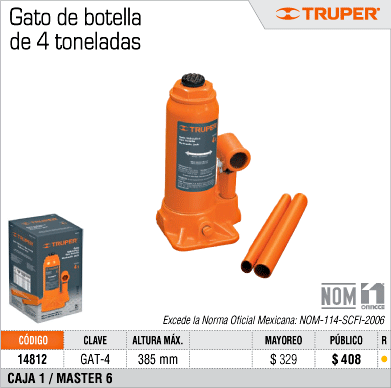 Gato de botella
de 4 toneladas
TRUPER®
TRUPER
TRUPER
NOM
onncce
Excede la Norma Oficial Mexicana: NOM-114-SCFI-2006
CÓDIGO CLAVE ALTURA MÁX. MAYOREO PÚBLICO R
14812 GAT-4 385 mm $ 329 $ 408
CAJA 1 / MASTER 6